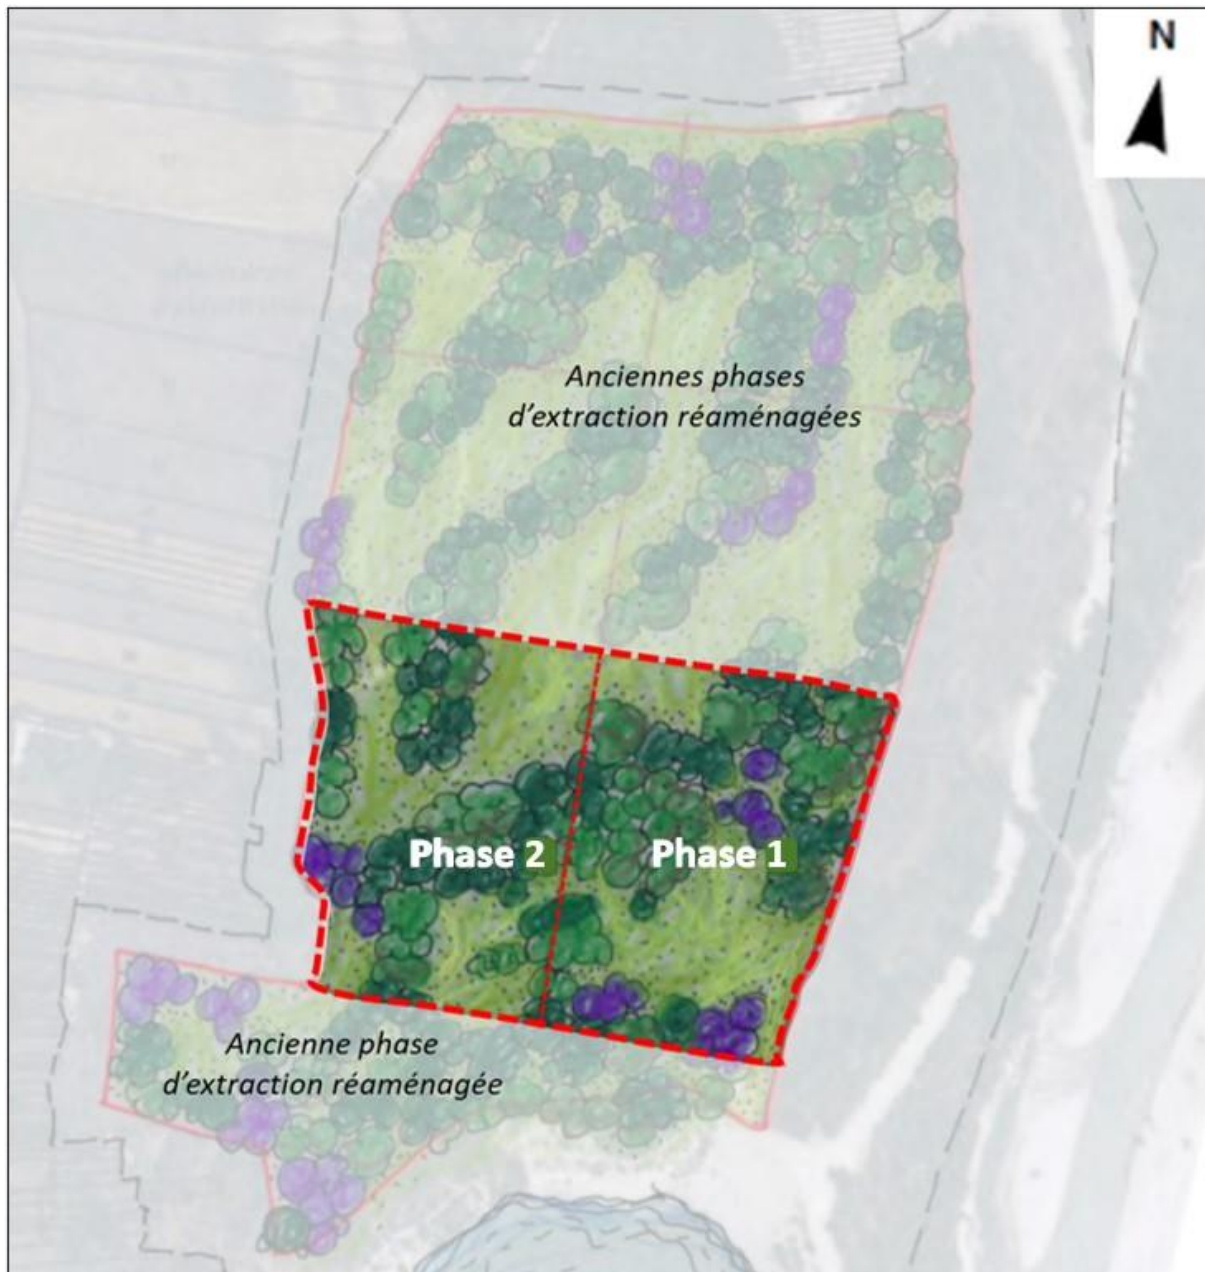 N
Anciennes phases
d'extraction réaménagées
Phase 2
Phase 1
Ancienne phase
d'extraction réaménagée